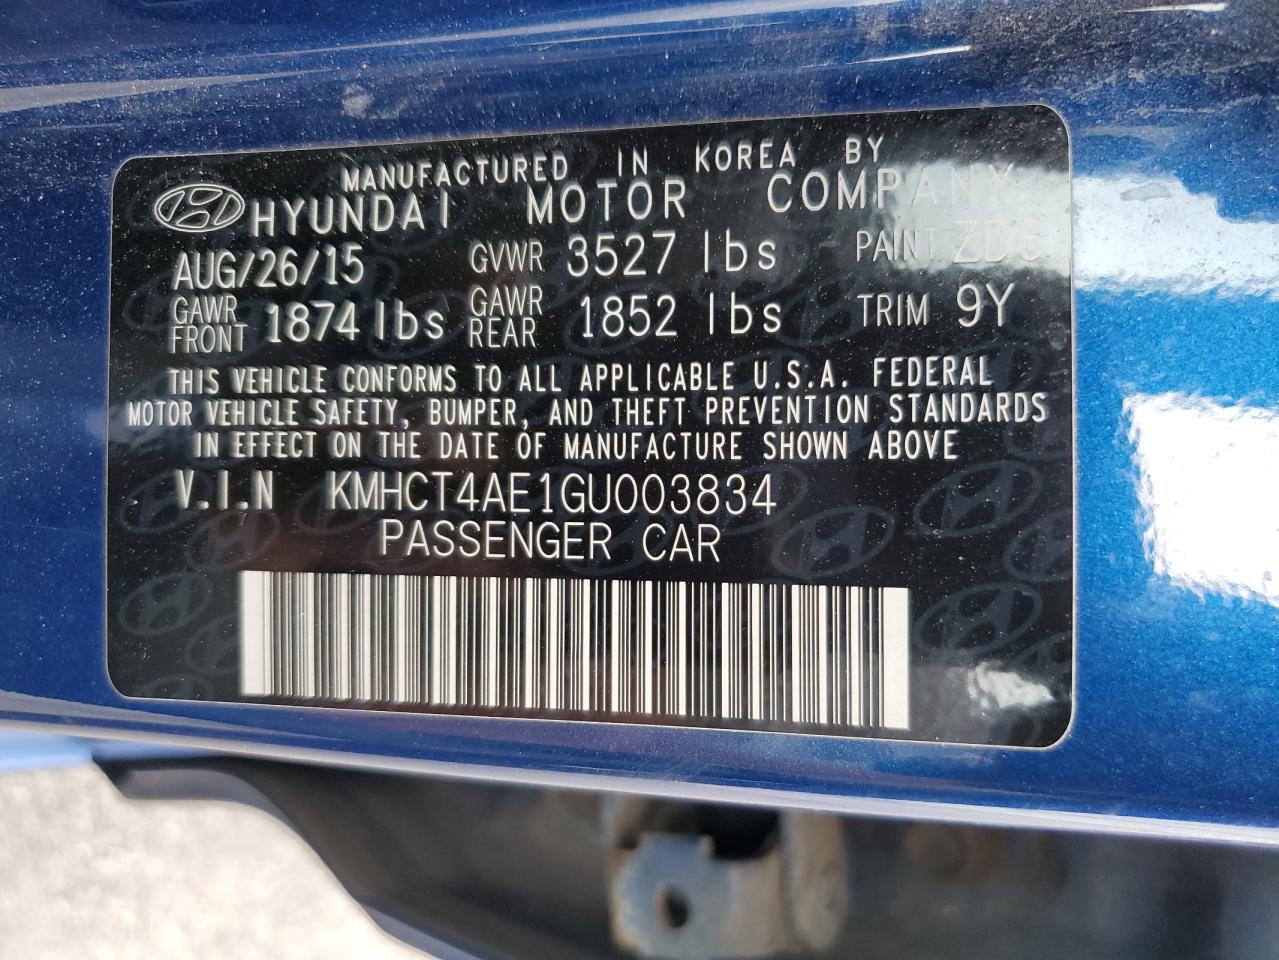 MANUFACTURED IN KOREA BY
HYUNDAI MOTOR COMPANY
AUG/26/15 GVWR 3527 lbs PAINT ZD6
GAWR FRONT 1874 lbs GAWR REAR 1852 lbs TRIM 9Y
THIS VEHICLE CONFORMS TO ALL APPLICABLE U.S.A. FEDERAL
MOTOR VEHICLE SAFETY, BUMPER, AND THEFT PREVENTION STANDARDS
IN EFFECT ON THE DATE OF MANUFACTURE SHOWN ABOVE
V.I.N KMHCT4AE1GU003834
PASSENGER CAR